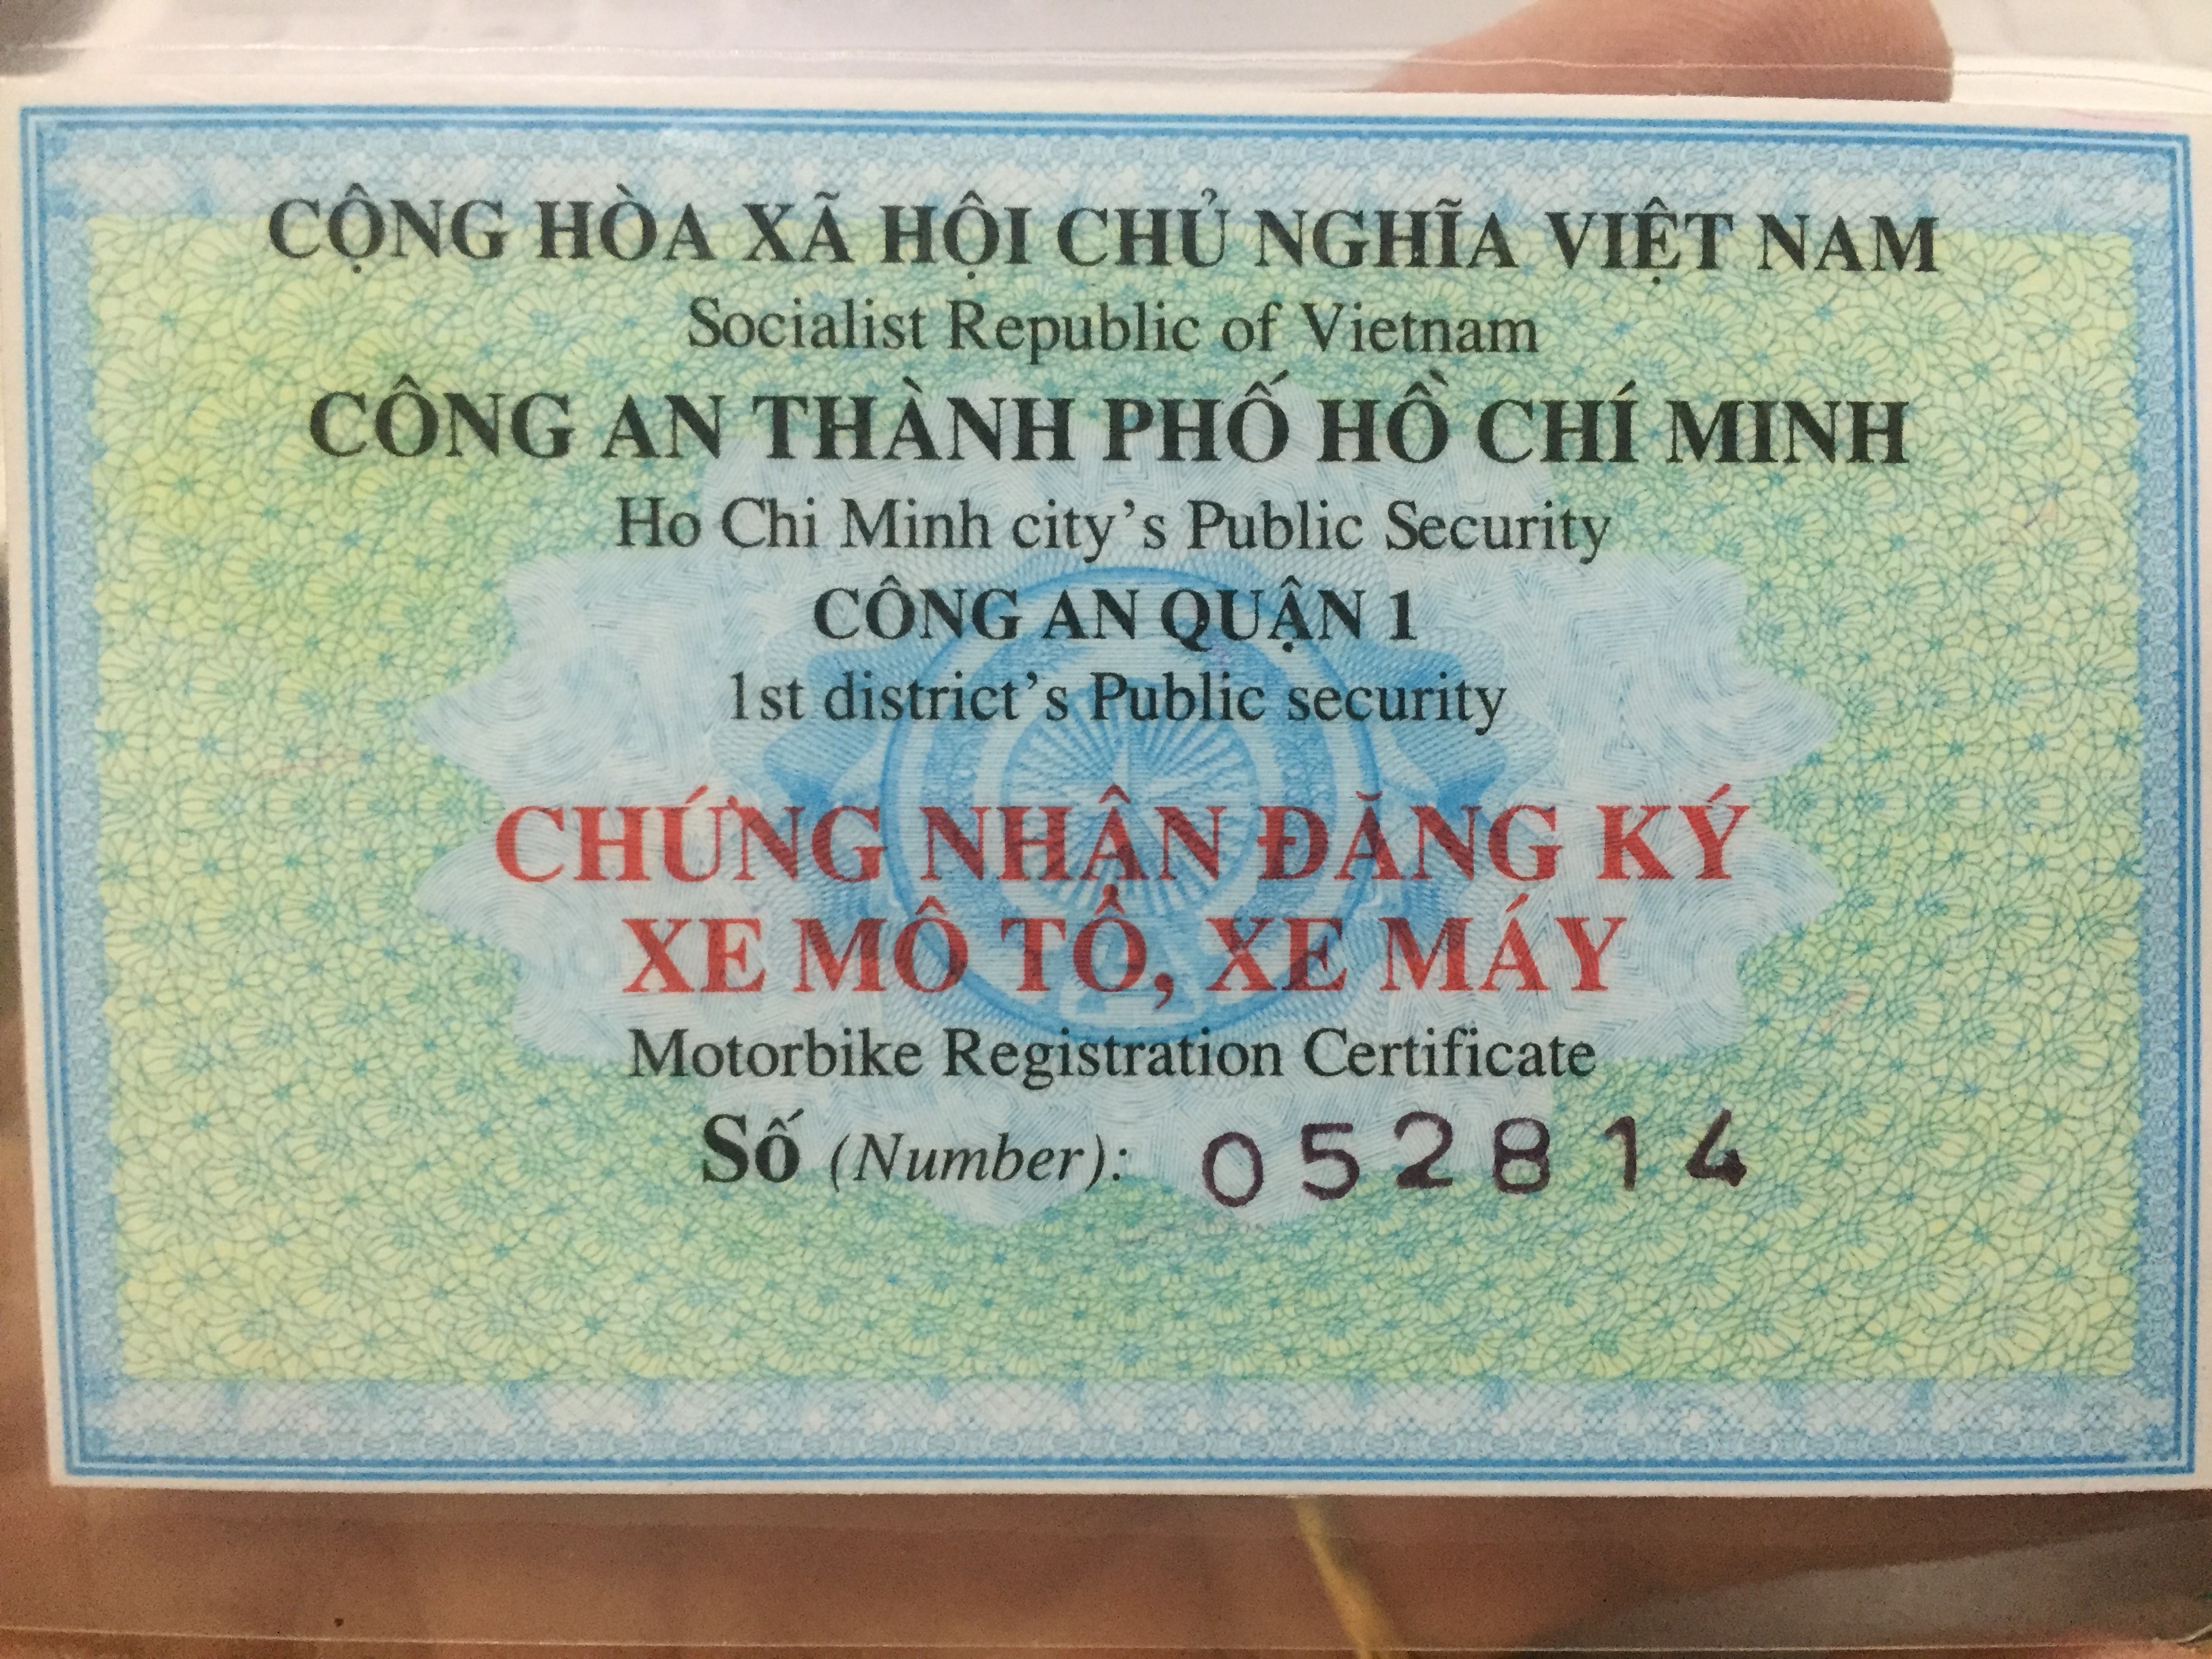 CỘNG HÒA XÃ HỘI CHỦ NGHĨA VIỆT NAM
Socialist Republic of Vietnam
CÔNG AN THÀNH PHỐ HỒ CHÍ MINH
Ho Chi Minh city’s Public Security
CÔNG AN QUẬN 1
1st district’s Public security
CHỨNG NHẬN ĐĂNG KÝ
XE MÔ TÔ, XE MÁY
Motorbike Registration Certificate
Số (Number): 052814